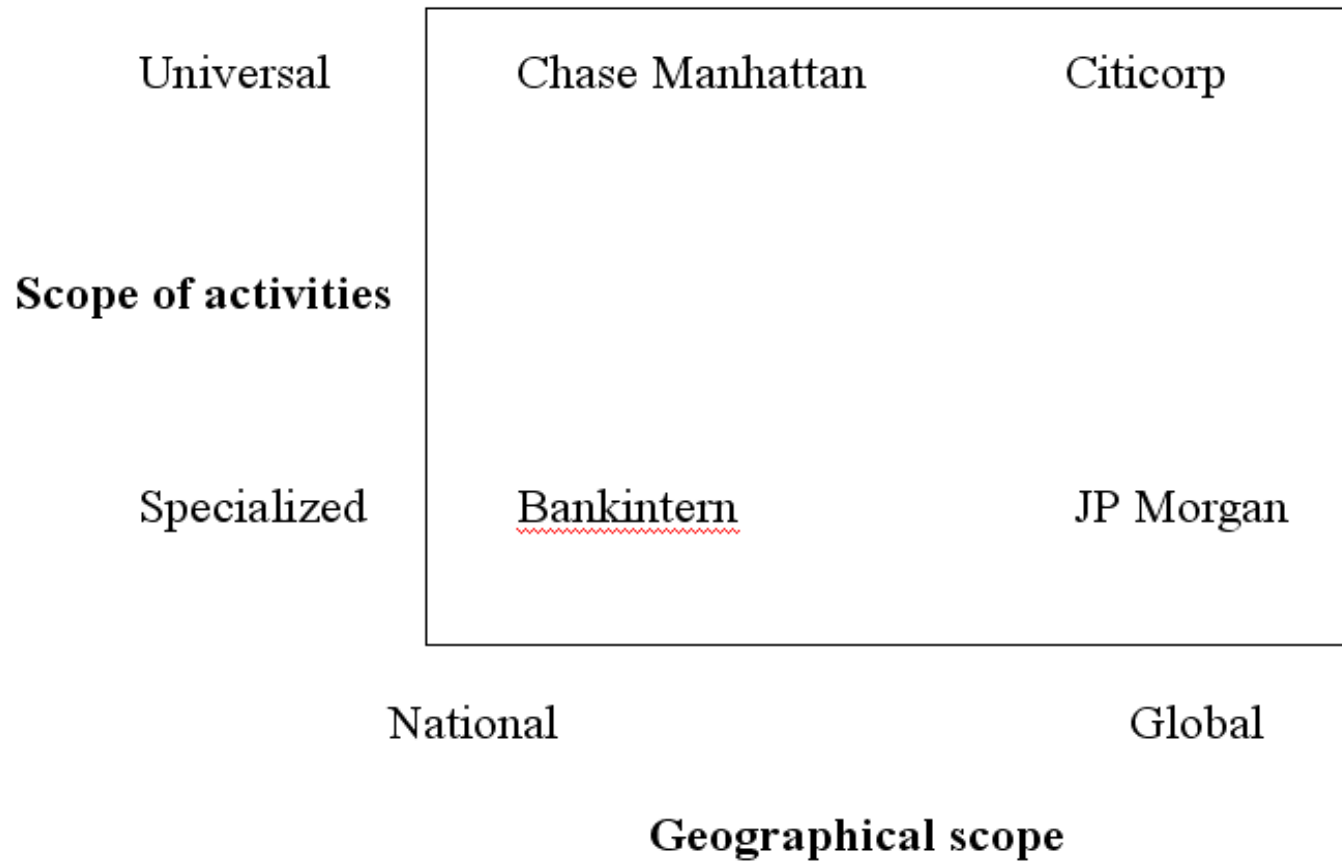 Universal Chase Manhattan Citicorp
Scope of activities
Specialized Bankintern JP Morgan
National Global
Geographical scope